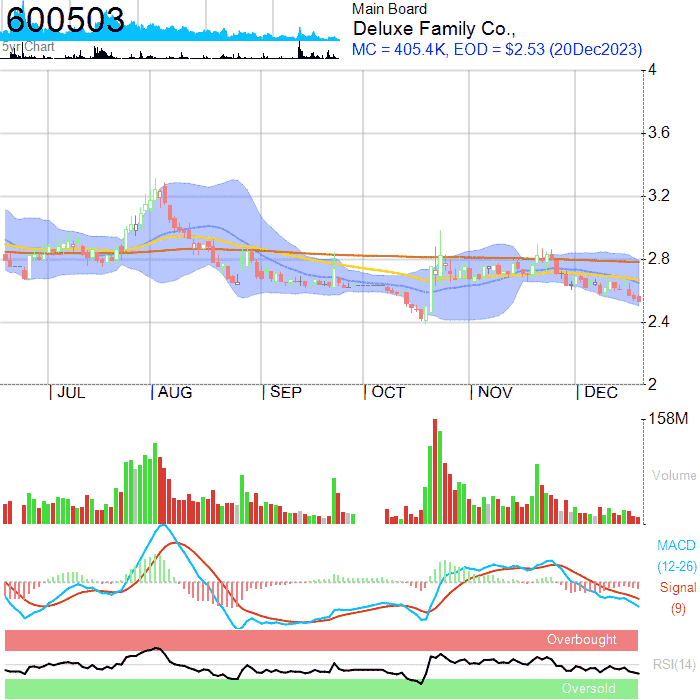 600503
Main Board
Deluxe Family Co.,
5yr Chart
MC = 405.4K, EOD = $2.53 (20Dec2023)
4
3.6
3.2
2.8
2.4
2
JUL
AUG
SEP
OCT
NOV
DEC
158M
Volume
MACD
(12-26)
Signal
(9)
Overbought
RSI(14)
Oversold